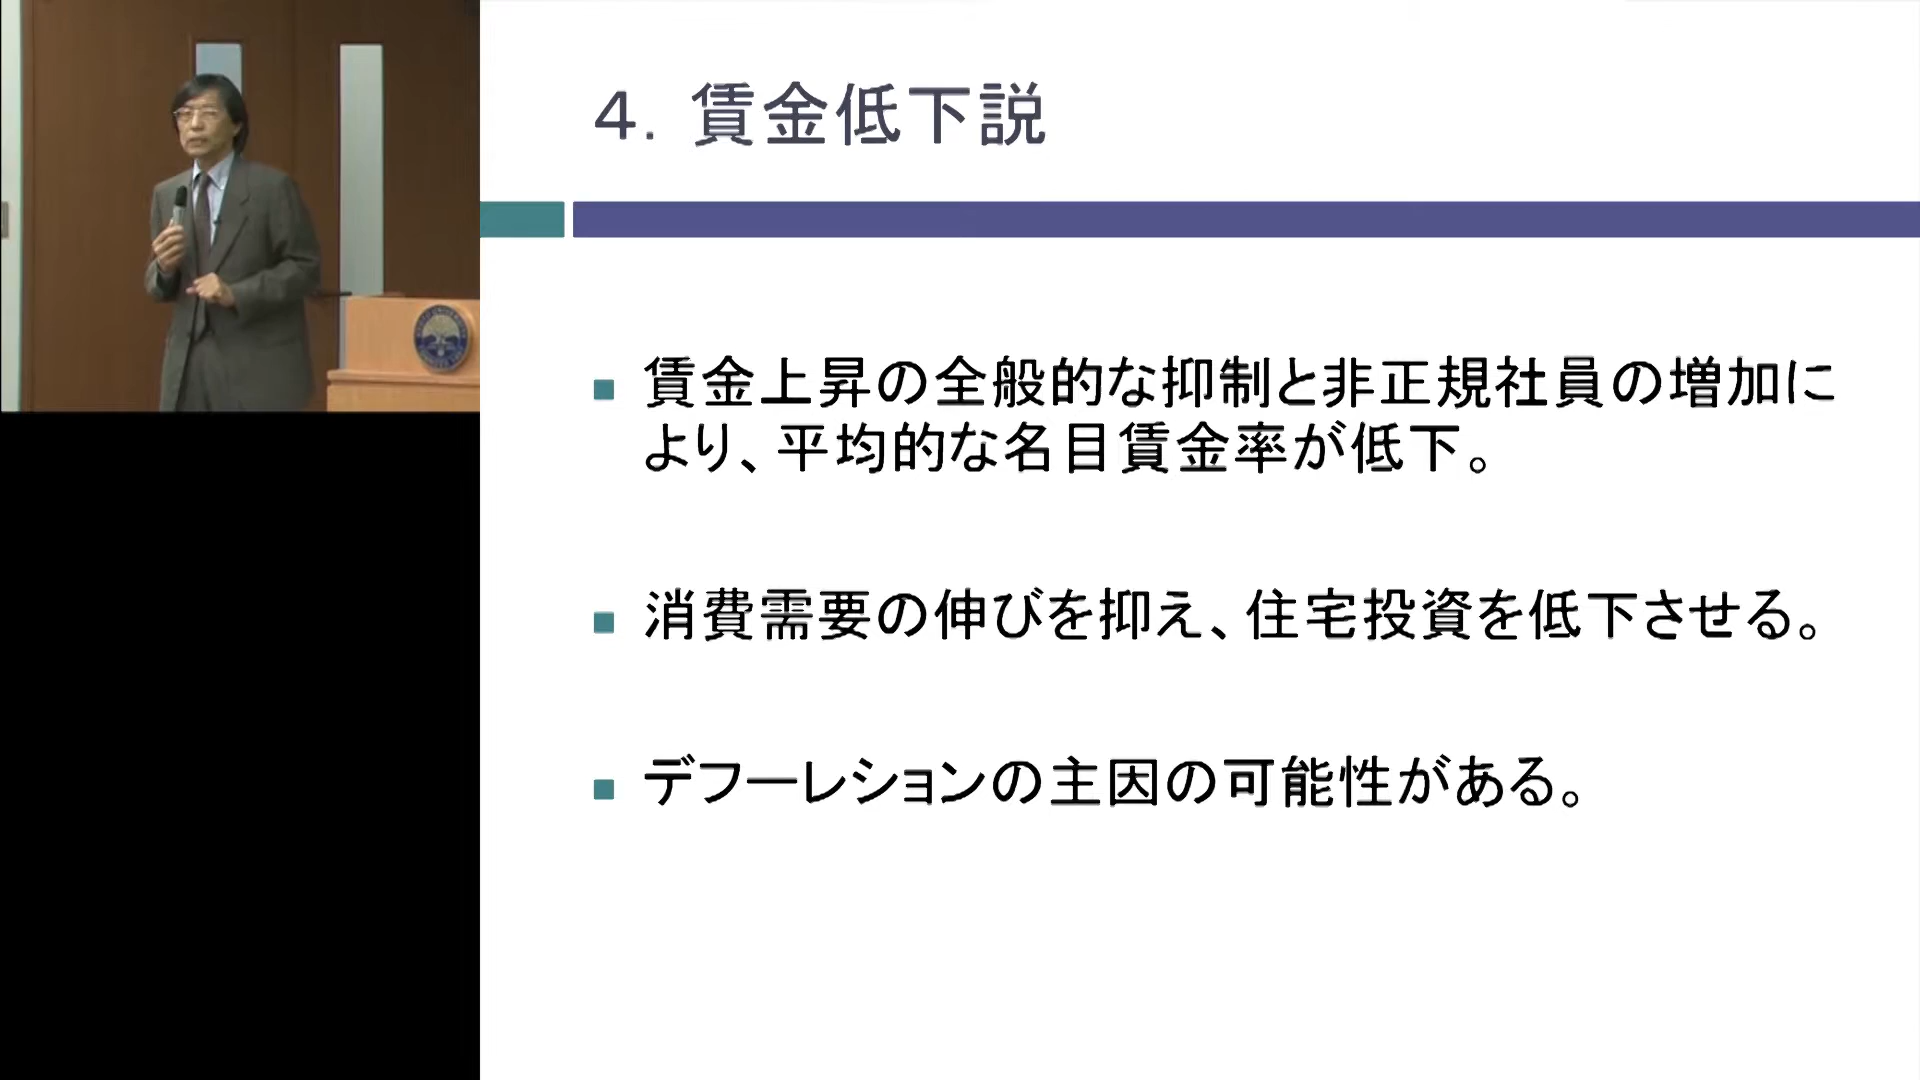 4. 賃金低下説
▪ 賃金上昇の全般的な抑制と非正規社員の増加に
より、平均的な名目賃金率が低下。
▪ 消費需要の伸びを抑え、住宅投資を低下させる。
▪ デフーレションの主因の可能性がある。